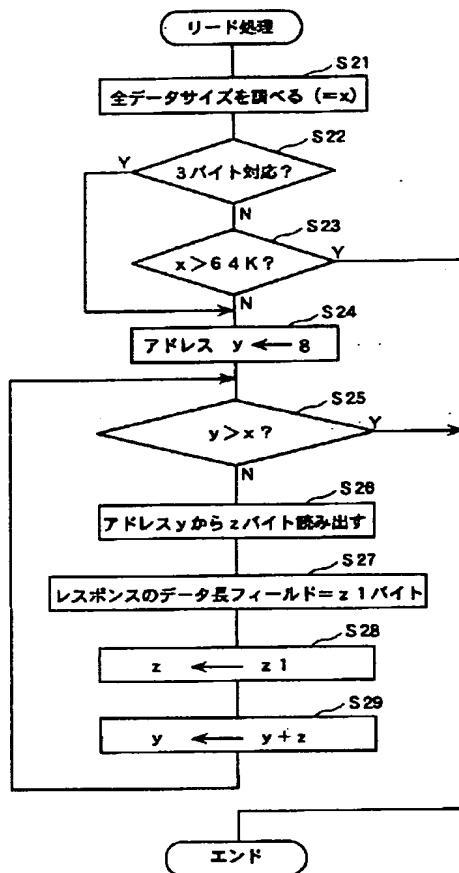 リード処理
S21
全データサイズを調べる (=x)
S22
Y
3バイト対応?
N
S23
Y
x>64K?
N
S24
アドレス y ← 8
S25
Y
y>x?
N
S26
アドレスyからzバイト読み出す
S27
レスポンスのデータ長フィールド=z1バイト
S28
z ← z1
S29
y ← y+z
エンド